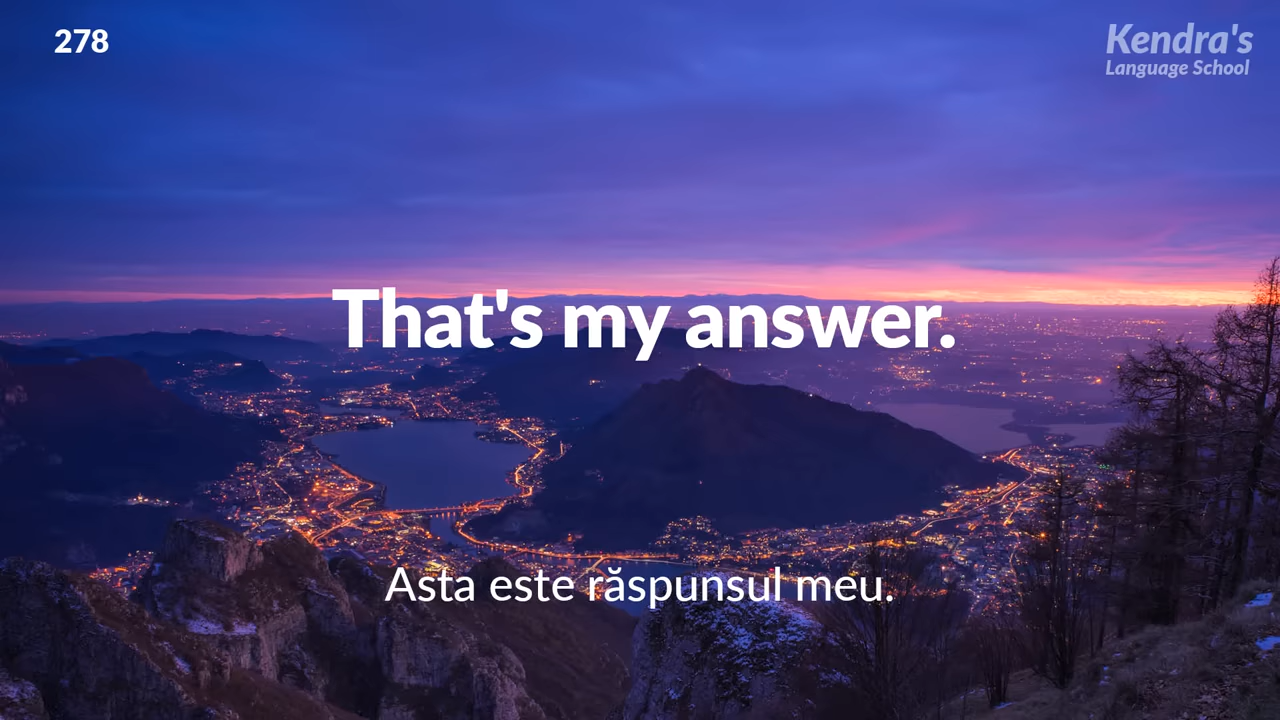 278
Kendra's
Language School
That's my answer.
Asta este răspunsul meu.